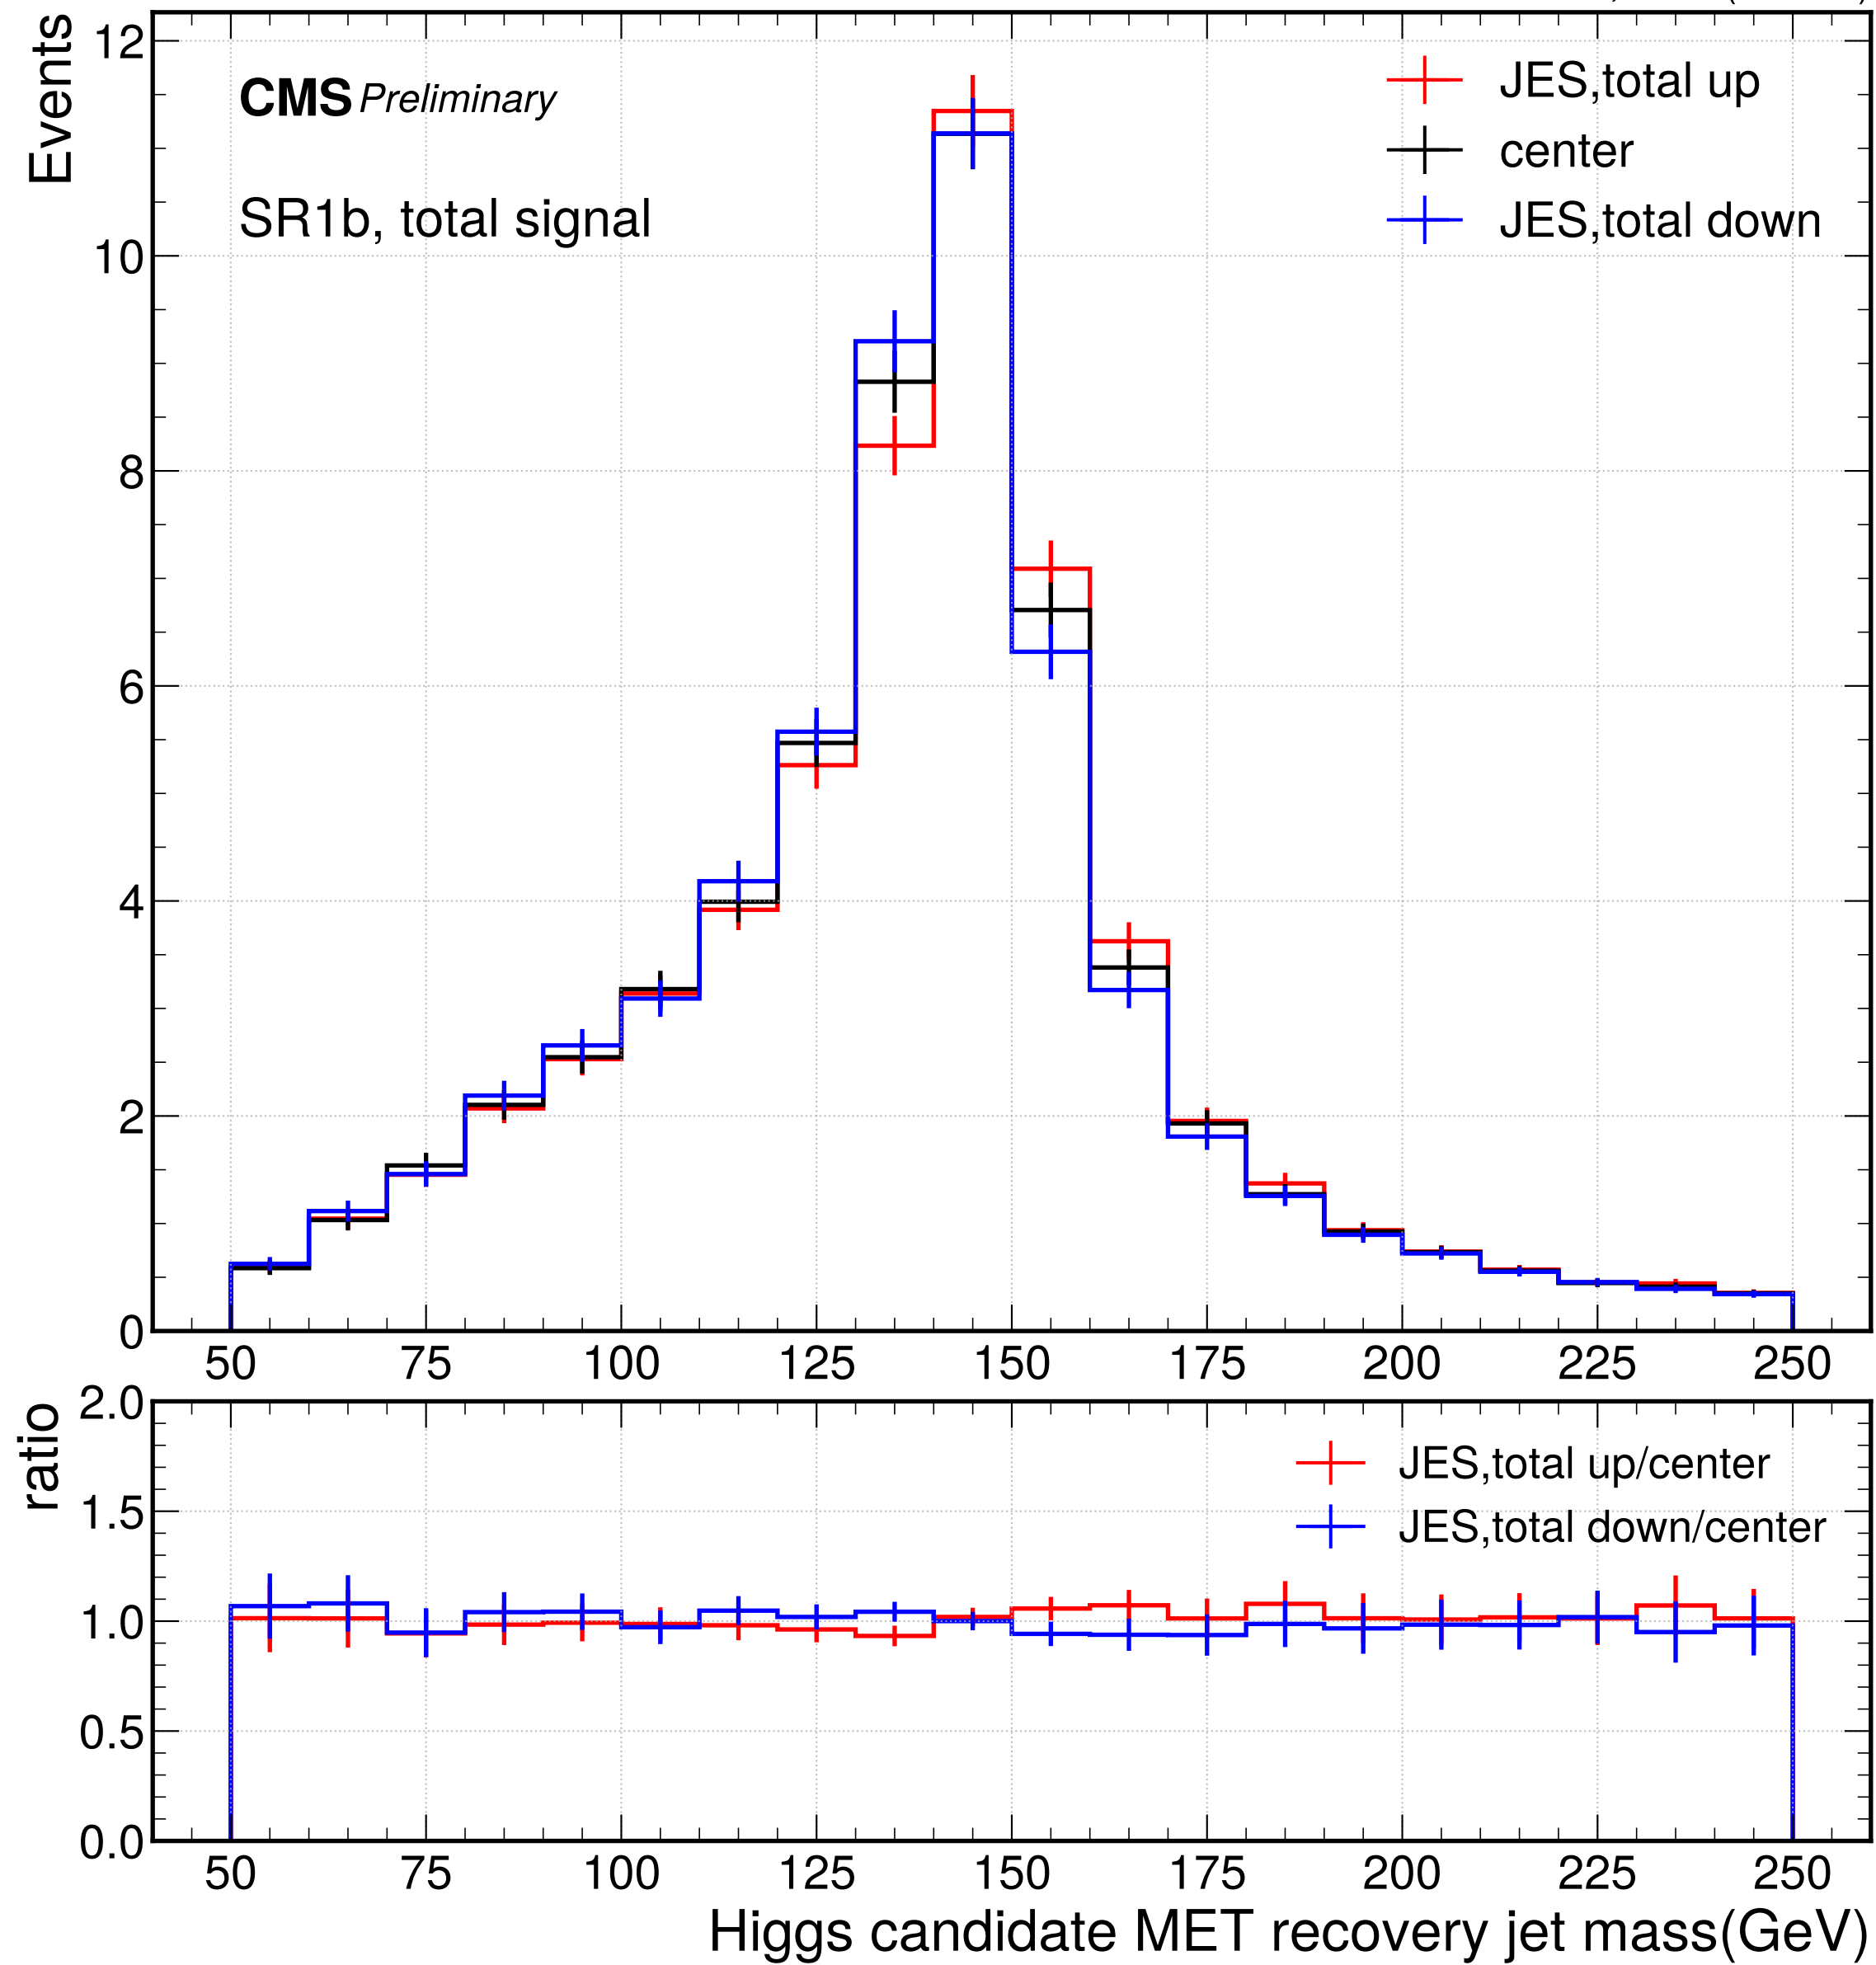 Events
CMS Preliminary
SR1b, total signal
JES,total up
center
JES,total down
12
10
8
6
4
2
0
50 75 100 125 150 175 200 225 250
ratio
JES,total up/center
JES,total down/center
2.0
1.5
1.0
0.5
0.0
50 75 100 125 150 175 200 225 250
Higgs candidate MET recovery jet mass(GeV)